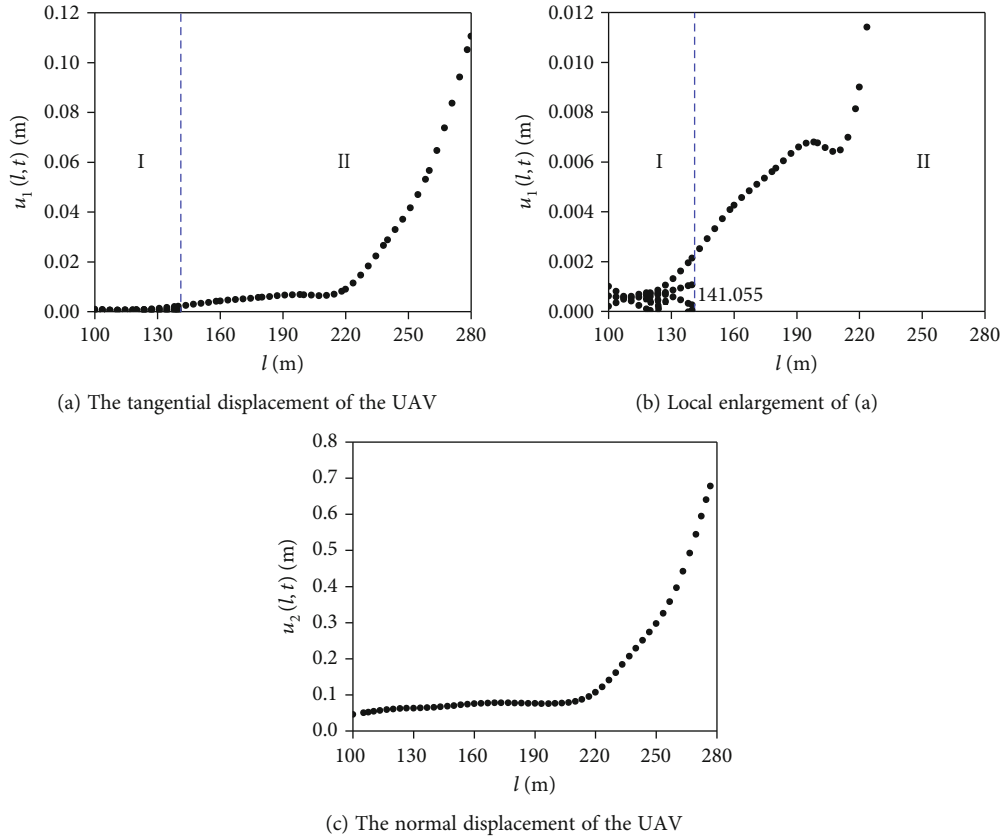 0.12
0.10
0.08
0.06
0.04
0.02
0.00
u1(l,t) (m)
I
II
100 130 160 190 220 250 280
l (m)
(a) The tangential displacement of the UAV
0.012
0.010
0.008
0.006
0.004
0.002
0.000
u1(l,t) (m)
I
II
141.055
100 130 160 190 220 250 280
l (m)
(b) Local enlargement of (a)
0.8
0.7
0.6
0.5
0.4
0.3
0.2
0.1
0.0
u2(l,t) (m)
100 130 160 190 220 250 280
l (m)
(c) The normal displacement of the UAV